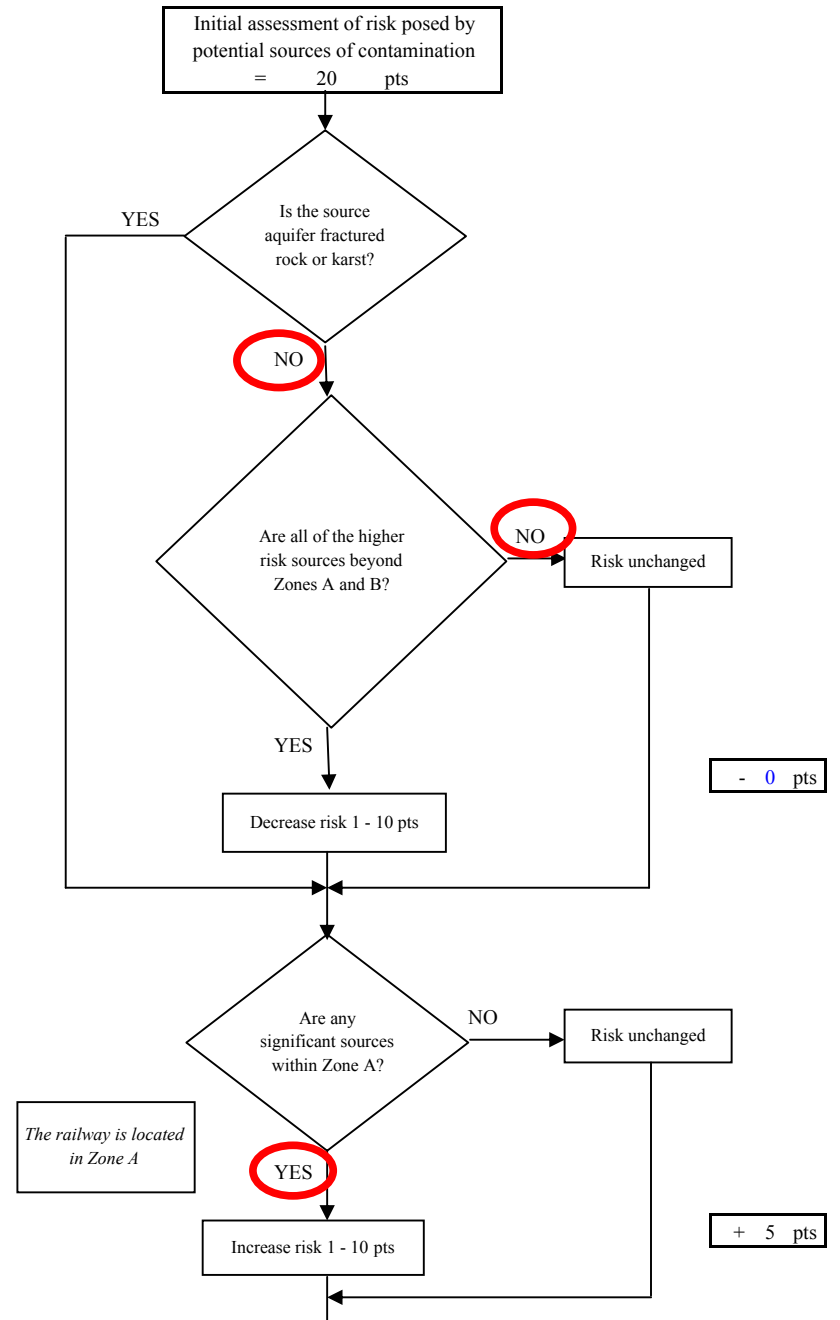 Initial assessment of risk posed by
potential sources of contamination
= 20 pts
YES
Is the source
aquifer fractured
rock or karst?
NO
Are all of the higher
risk sources beyond
Zones A and B?
NO
Risk unchanged
YES
- 0 pts
Decrease risk 1 - 10 pts
Are any
significant sources
within Zone A?
NO
Risk unchanged
The railway is located
in Zone A
YES
+ 5 pts
Increase risk 1 - 10 pts